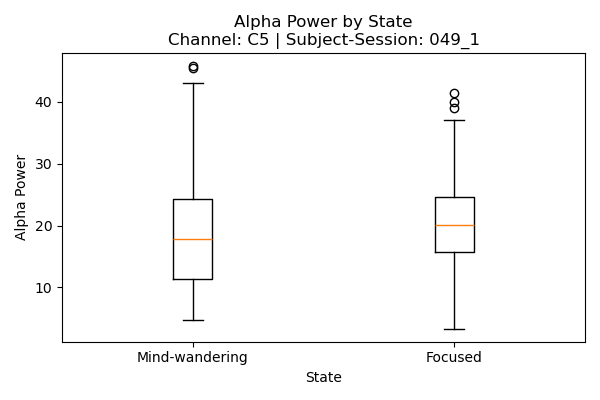 Alpha Power by State
Channel: C5 | Subject-Session: 049_1
Alpha Power
40
30
20
10
Mind-wandering
Focused
State